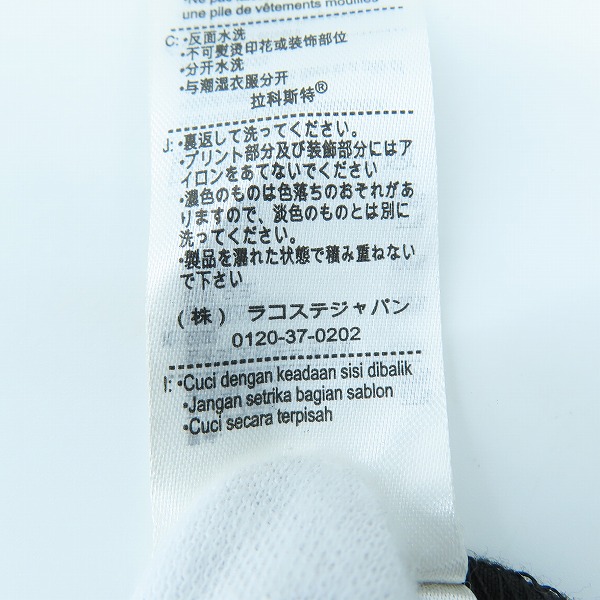 une pile de vêtements mouillés
C: •反面水洗
•不可熨烫印花或装饰部位
•分开水洗
•与潮湿衣服分开
拉科斯特®
J: •裏返して洗ってください。
•プリント部分及び装飾部分にはア
イロンをあてないでください
•濃色のものは色落ちのおそれがあ
りますので、淡色のものとは別に
洗ってください。
•製品を濡れた状態で積み重ねない
で下さい
(株) ラコステジャパン
0120-37-0202
I: •Cuci dengan keadaan sisi dibalik
•Jangan setrika bagian sablon
•Cuci secara terpisah